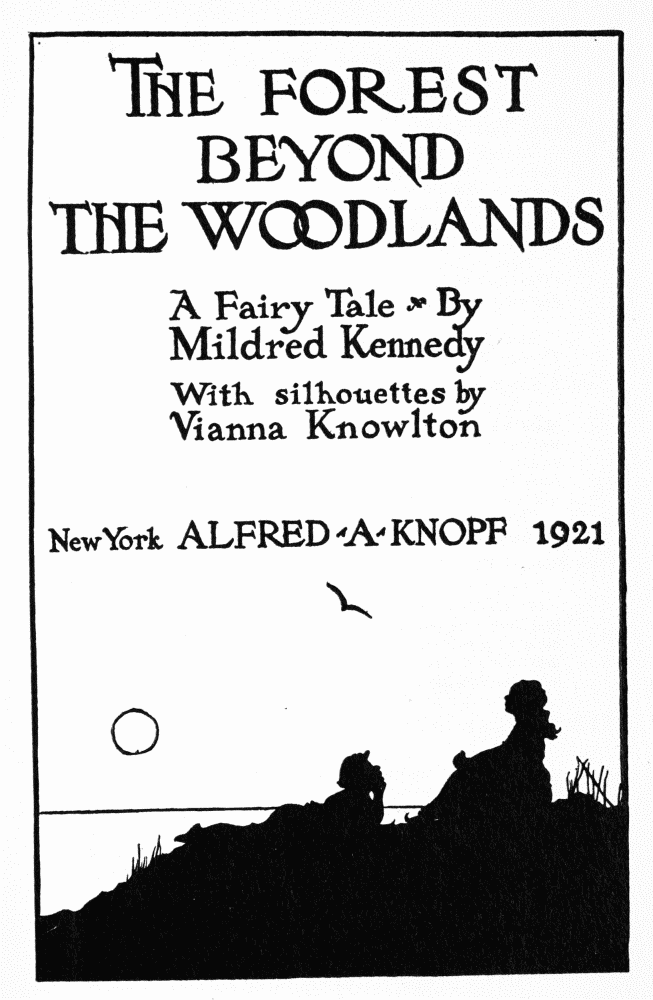 THE FOREST
BEYOND
THE WOODLANDS
A Fairy Tale By
Mildred Kennedy
With silhouettes by
Vianna Knowlton
New York ALFRED·A·KNOPF 1921